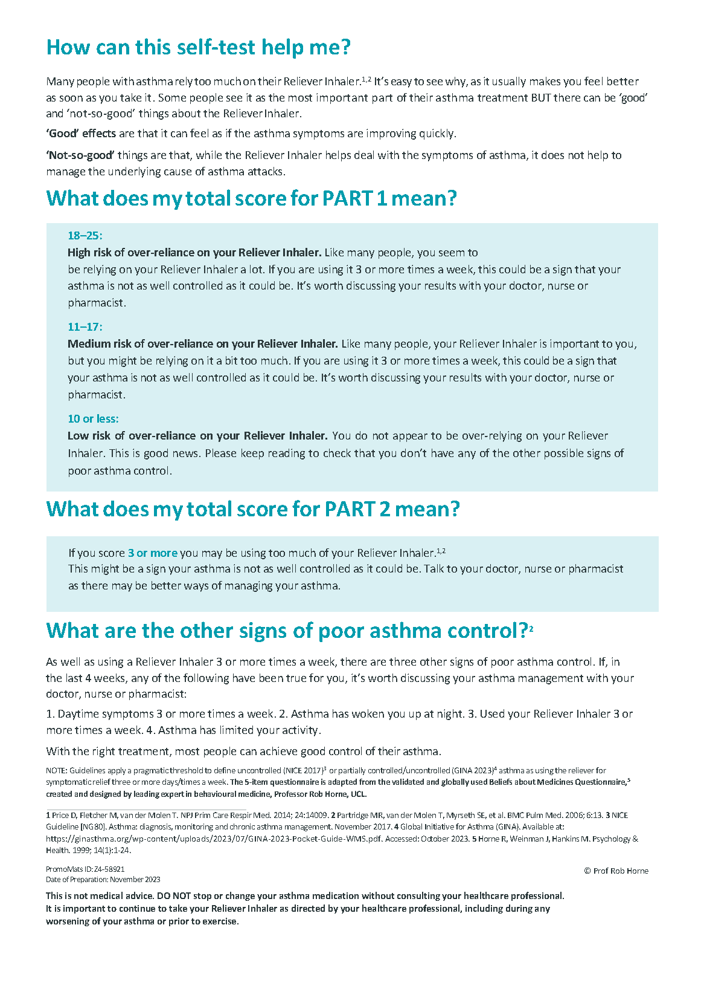 How can this self-test help me?
Many people with asthma rely too much on their Reliever Inhaler.1,2 It’s easy to see why, as it usually makes you feel better
as soon as you take it. Some people see it as the most important part of their asthma treatment BUT there can be ‘good’
and ‘not-so-good’ things about the Reliever Inhaler.
‘Good’ effects are that it can feel as if the asthma symptoms are improving quickly.
‘Not-so-good’ things are that, while the Reliever Inhaler helps deal with the symptoms of asthma, it does not help to
manage the underlying cause of asthma attacks.
What does my total score for PART 1 mean?
18–25:
High risk of over-reliance on your Reliever Inhaler. Like many people, you seem to
be relying on your Reliever Inhaler a lot. If you are using it 3 or more times a week, this could be a sign that your
asthma is not as well controlled as it could be. It’s worth discussing your results with your doctor, nurse or
pharmacist.
11–17:
Medium risk of over-reliance on your Reliever Inhaler. Like many people, your Reliever Inhaler is important to you,
but you might be relying on it a bit too much. If you are using it 3 or more times a week, this could be a sign that
your asthma is not as well controlled as it could be. It’s worth discussing your results with your doctor, nurse or
pharmacist.
10 or less:
Low risk of over-reliance on your Reliever Inhaler. You do not appear to be over-relying on your Reliever
Inhaler. This is good news. Please keep reading to check that you don’t have any of the other possible signs of
poor asthma control.
What does my total score for PART 2 mean?
If you score 3 or more you may be using too much of your Reliever Inhaler.1,2
This might be a sign your asthma is not as well controlled as it could be. Talk to your doctor, nurse or pharmacist
as there may be better ways of managing your asthma.
What are the other signs of poor asthma control?2
As well as using a Reliever Inhaler 3 or more times a week, there are three other signs of poor asthma control. If, in
the last 4 weeks, any of the following have been true for you, it’s worth discussing your asthma management with your
doctor, nurse or pharmacist:
1. Daytime symptoms 3 or more times a week. 2. Asthma has woken you up at night. 3. Used your Reliever Inhaler 3 or
more times a week. 4. Asthma has limited your activity.
With the right treatment, most people can achieve good control of their asthma.
NOTE: Guidelines apply a pragmatic threshold to define uncontrolled (NICE 2017)3 or partially controlled/uncontrolled (GINA 2023)4 asthma as using the reliever for
symptomatic relief three or more days/times a week. The 5-item questionnaire is adapted from the validated and globally used Beliefs about Medicines Questionnaire,5
created and designed by leading expert in behavioural medicine, Professor Rob Horne, UCL.
1 Price D, Fletcher M, van der Molen T. NPJ Prim Care Respir Med. 2014; 24:14009. 2 Partridge MR, van der Molen T, Myrseth SE, et al. BMC Pulm Med. 2006; 6:13. 3 NICE
Guideline [NG80]. Asthma: diagnosis, monitoring and chronic asthma management. November 2017. 4 Global Initiative for Asthma (GINA). Available at:
https://ginasthma.org/wp-content/uploads/2023/07/GINA-2023-Pocket-Guide-WMS.pdf. Accessed: October 2023. 5 Horne R, Weinman J, Hankins M. Psychology &
Health. 1999; 14(1):1-24.
PromoMats ID: Z4-58921
© Prof Rob Horne
Date of Preparation: November 2023
This is not medical advice. DO NOT stop or change your asthma medication without consulting your healthcare professional.
It is important to continue to take your Reliever Inhaler as directed by your healthcare professional, including during any
worsening of your asthma or prior to exercise.